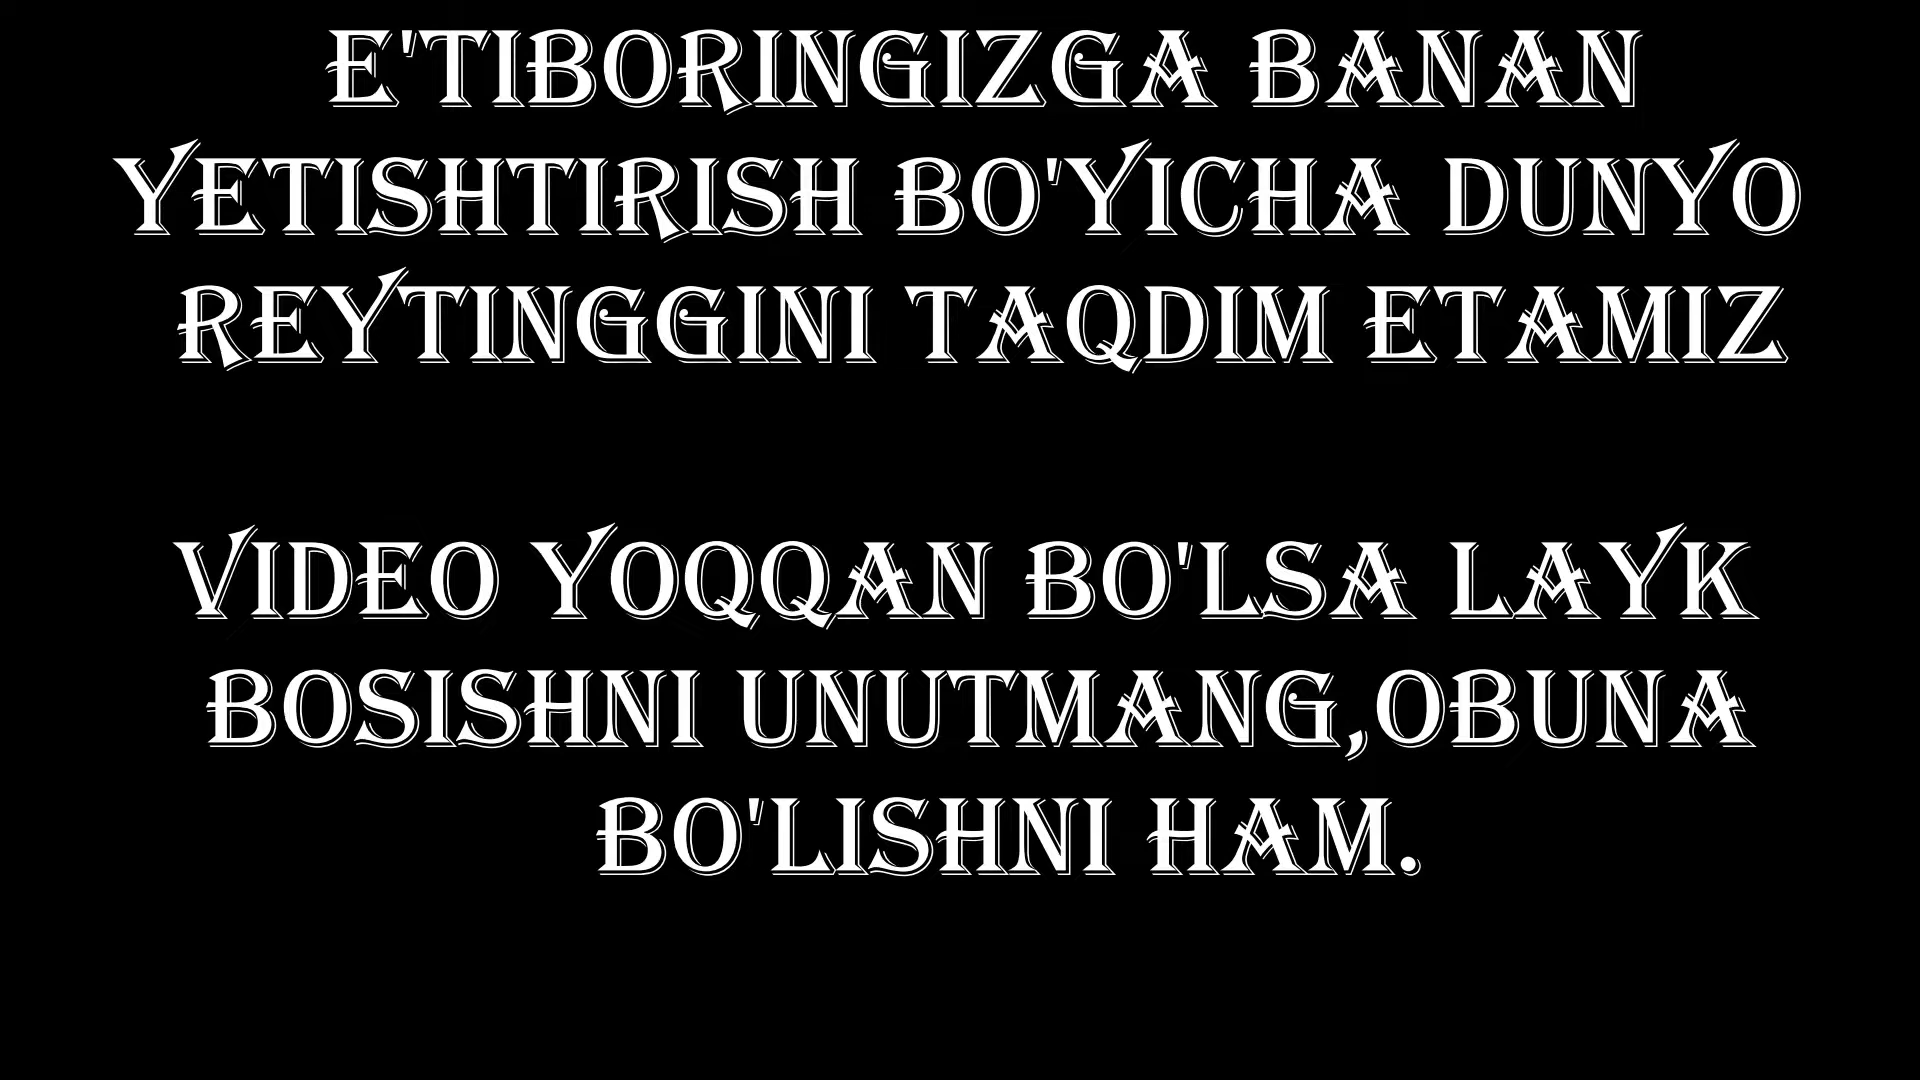 E'TIBORINGIZGA BANAN
YETISHTIRISH BO'YICHA DUNYO
REYTINGGINI TAQDIM ETAMIZ
VIDEO YOQQAN BO'LSA LAYK
BOSISHNI UNUTMANG,OBUNA
BO'LISHNI HAM.